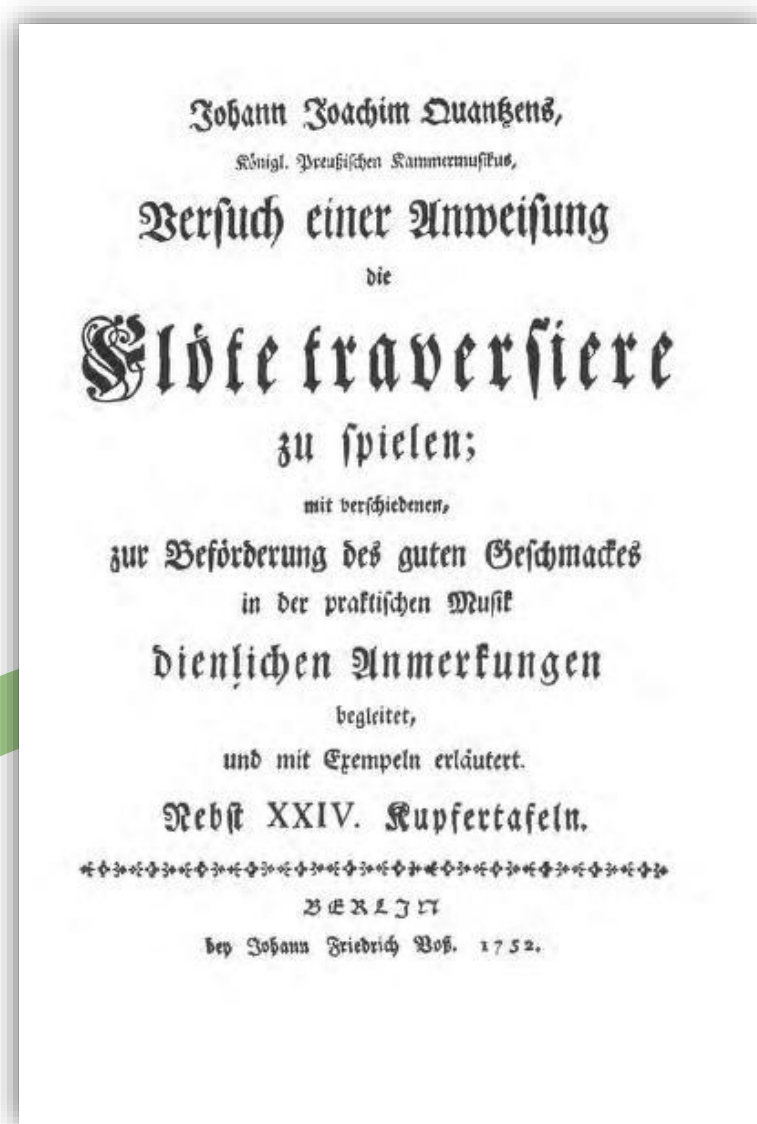 Johann Joachim Quantzens,
Königl. Preußischen Kammermusikus,
Versuch einer Anweisung
die
Flöte traversiere
zu spielen;
mit verschiedenen,
zur Beförderung des guten Geschmackes
in der praktischen Musik
dienlichen Anmerkungen
begleitet,
und mit Exempeln erläutert.
Nebst XXIV. Kupfertafeln.
BERLIN
bey Johann Friedrich Voß. 1752.